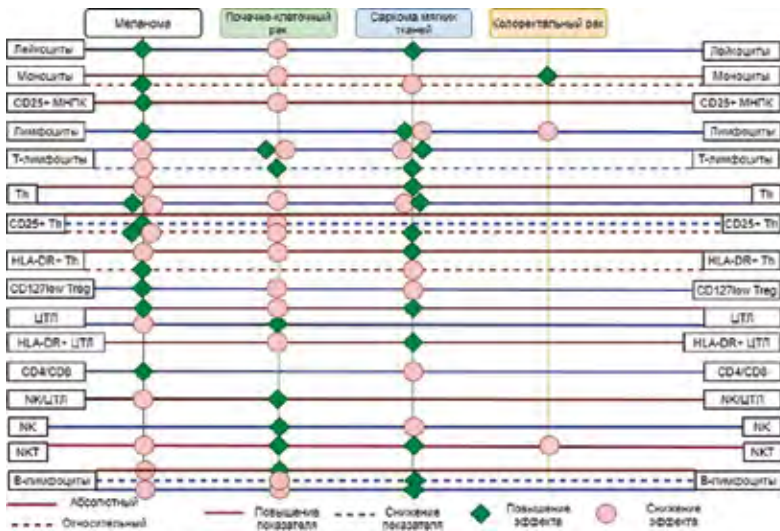 Меланома
Почечно-клеточный
рак
Саркома мягких
тканей
Колоректальный рак
Лейкоциты Лейкоциты
Моноциты Моноциты
CD25+ МНПК CD25+ МНПК
Лимфоциты Лимфоциты
Т-лимфоциты Т-лимфоциты
Th Th
CD25+ Th CD25+ Th
HLA-DR+ Th HLA-DR+ Th
CD127low Treg CD127low Treg
ЦТЛ ЦТЛ
HLA-DR+ ЦТЛ HLA-DR+ ЦТЛ
CD4/CD8 CD4/CD8
NK/ЦТЛ NK/ЦТЛ
NK NK
NKT NKT
В-лимфоциты В-лимфоциты
Абсолютный
Относительный
Повышение
показателя
Снижение
показателя
Повышение
эффекта
Снижение
эффекта